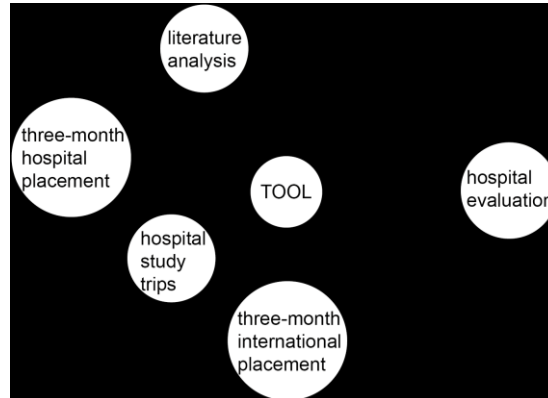 literature
analysis
three-month
hospital
placement
TOOL
hospital
evaluation
hospital
study
trips
three-month
international
placement